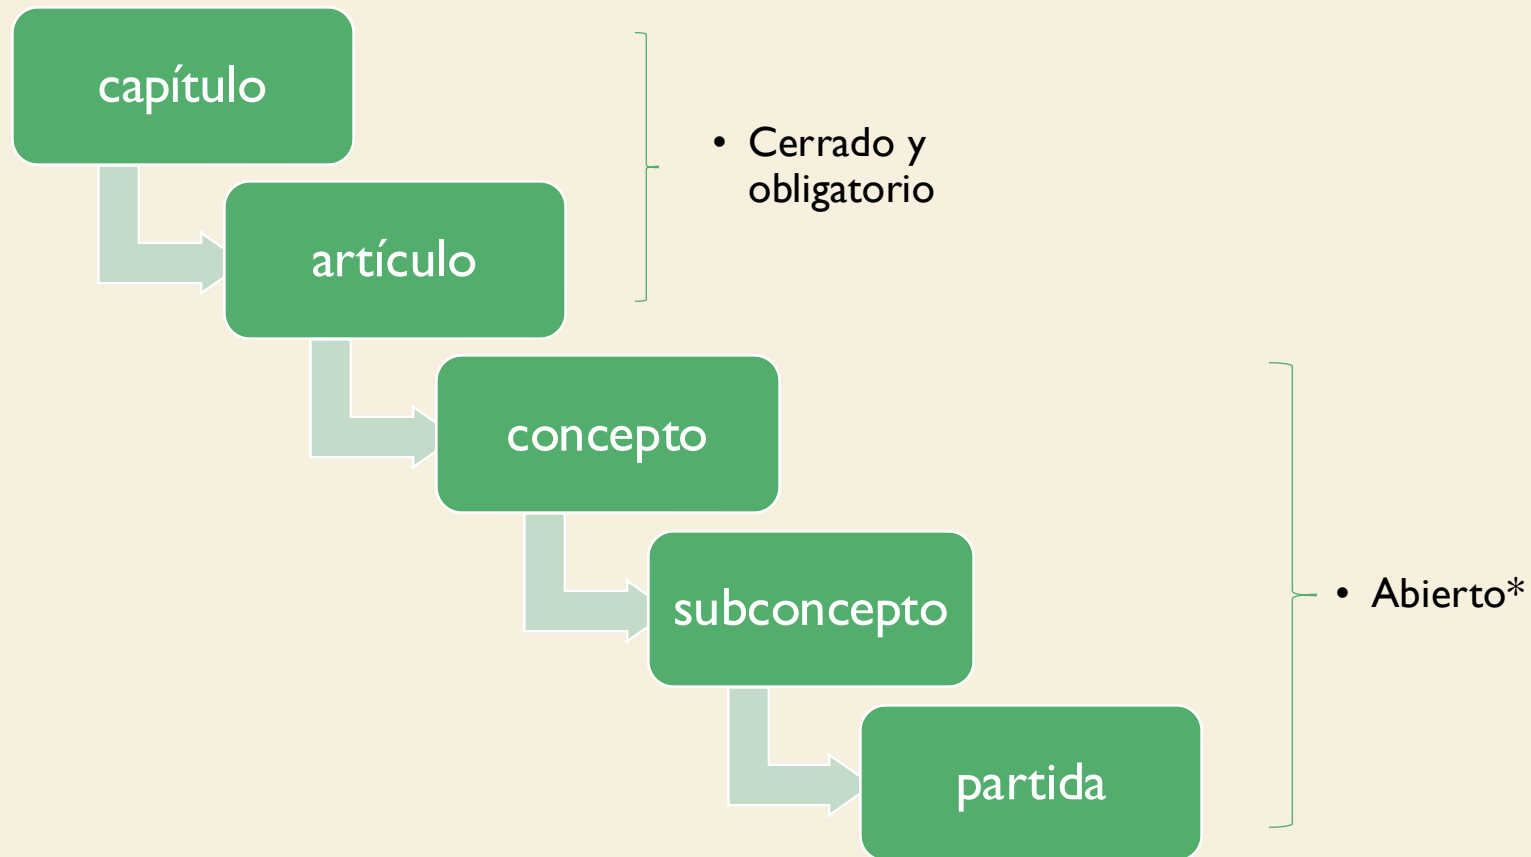 capítulo
• Cerrado y
obligatorio
artículo
concepto
subconcepto
• Abierto*
partida